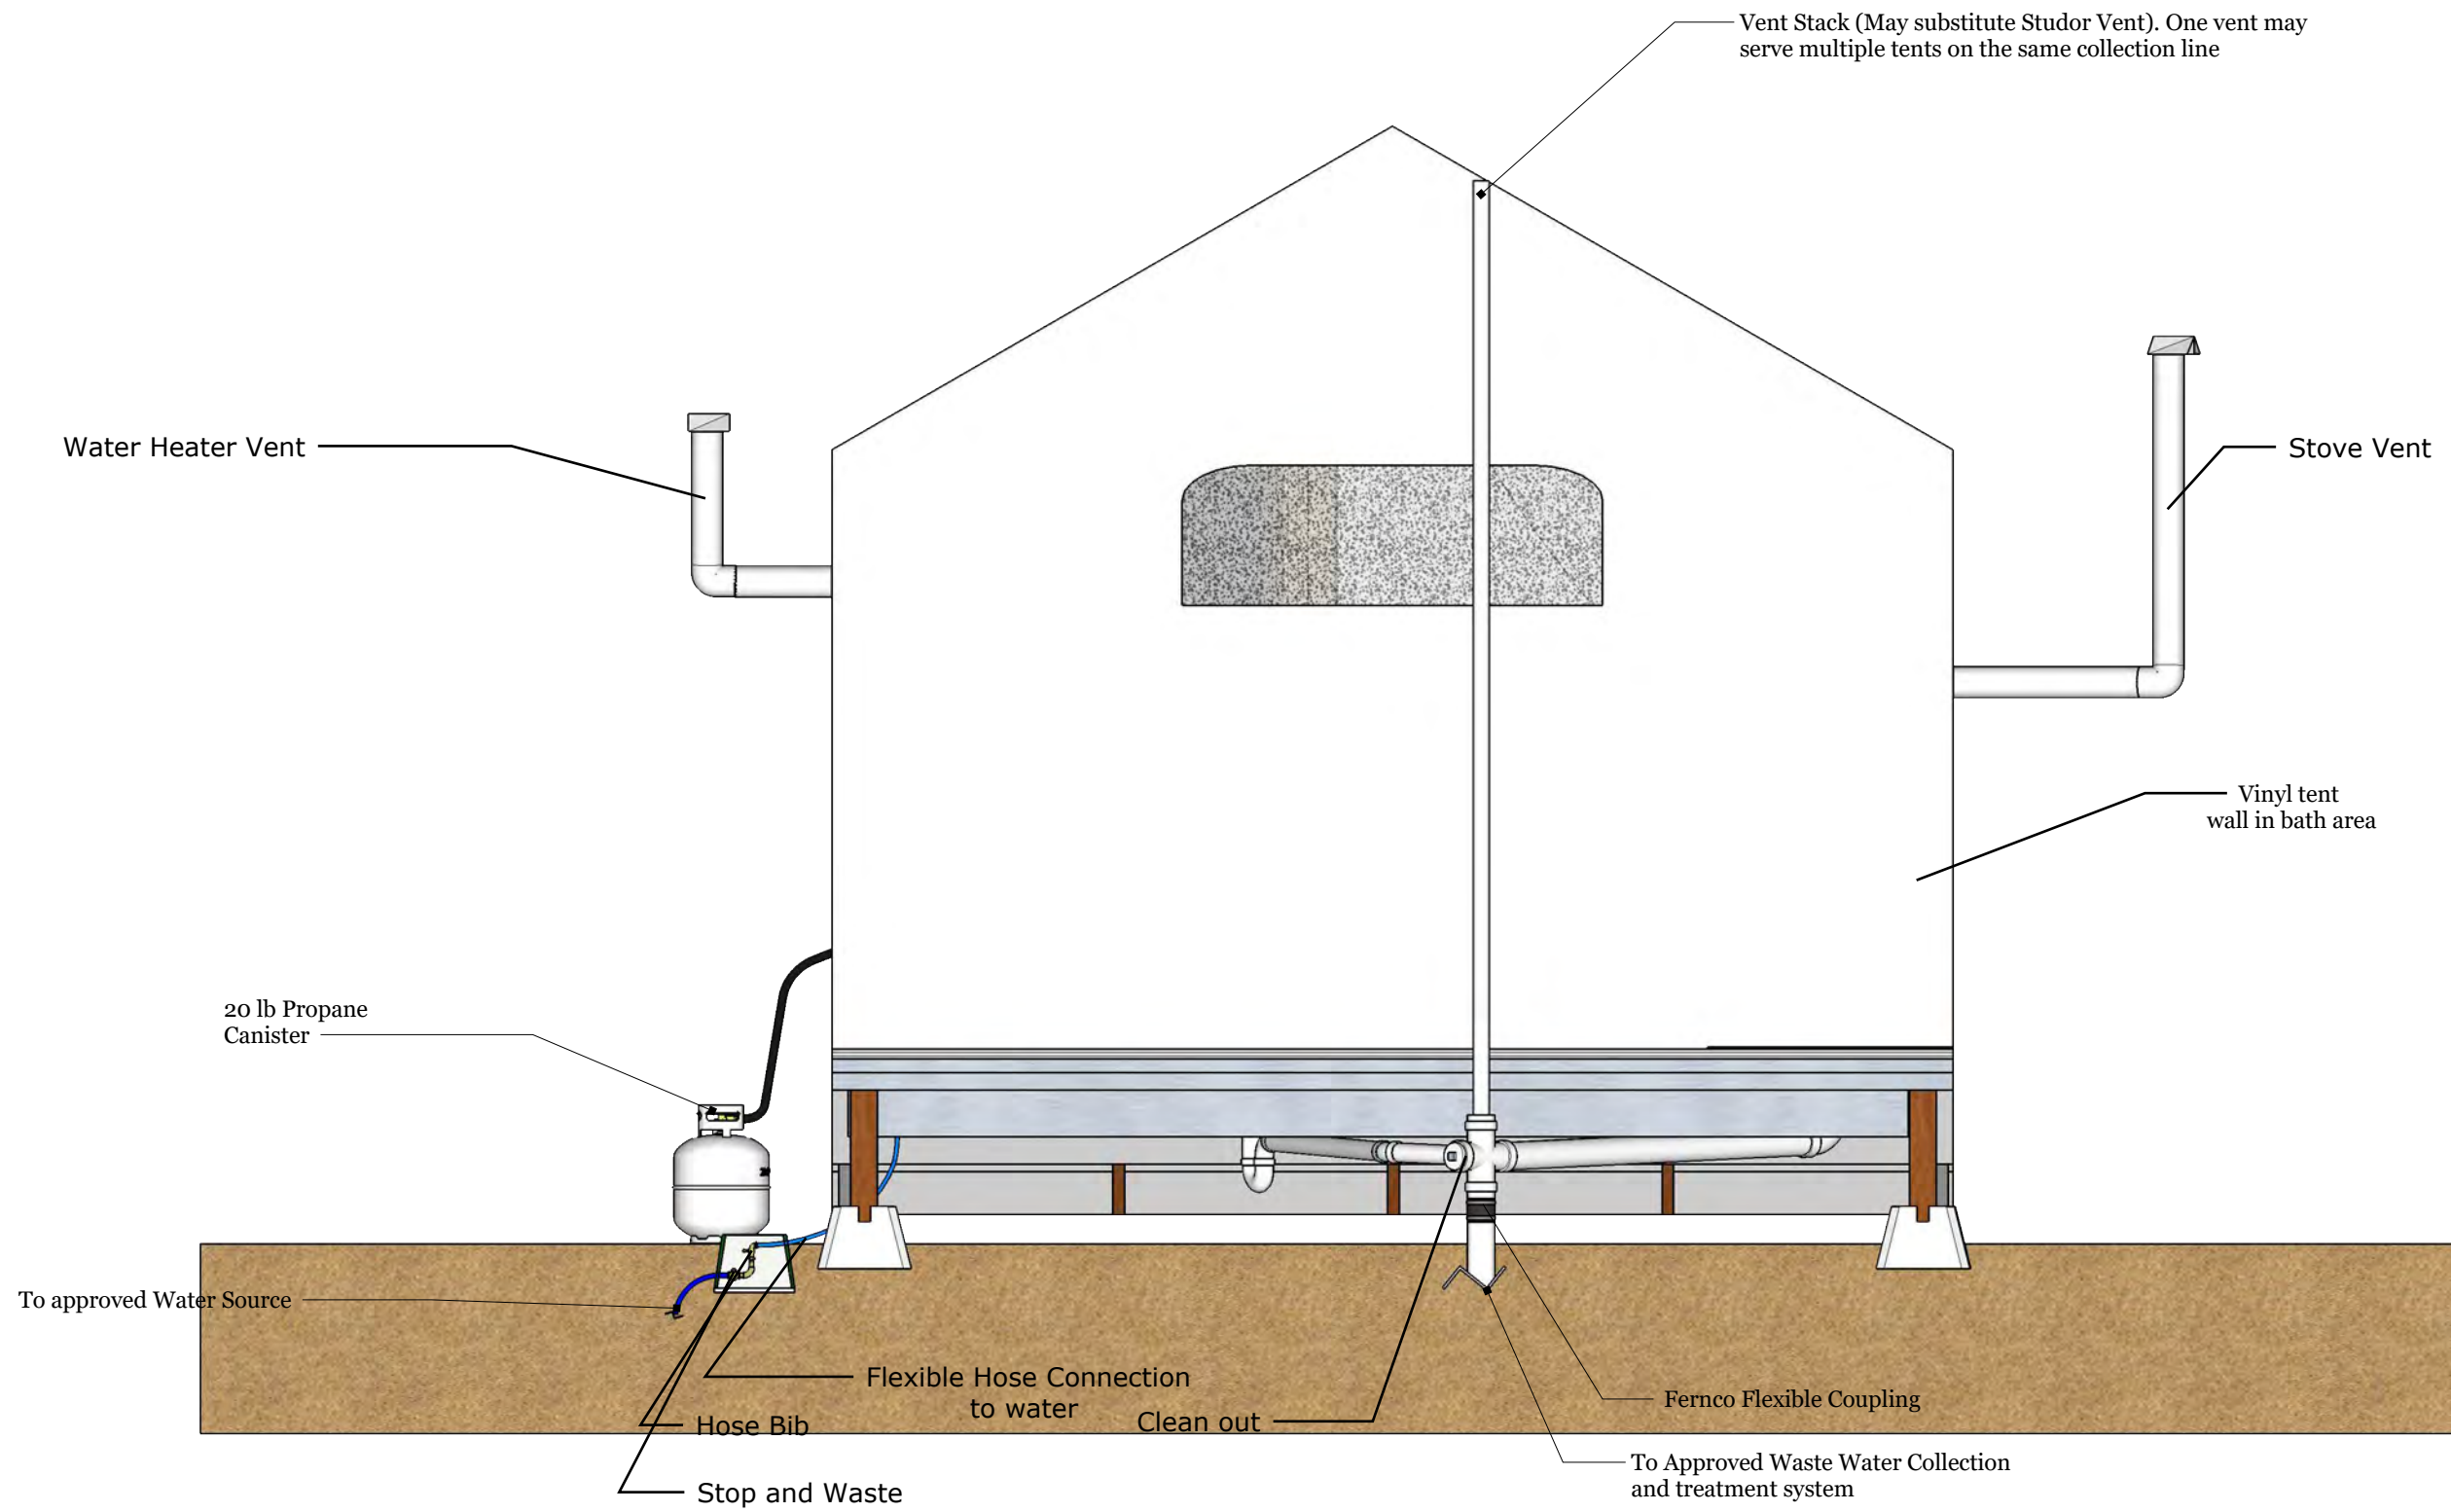 Vent Stack (May substitute Studor Vent). One vent may
serve multiple tents on the same collection line
Water Heater Vent
Stove Vent
Vinyl tent
wall in bath area
20 lb Propane
Canister
To approved Water Source
Flexible Hose Connection
to water
Hose Bib
Clean out
Fernco Flexible Coupling
Stop and Waste
To Approved Waste Water Collection
and treatment system